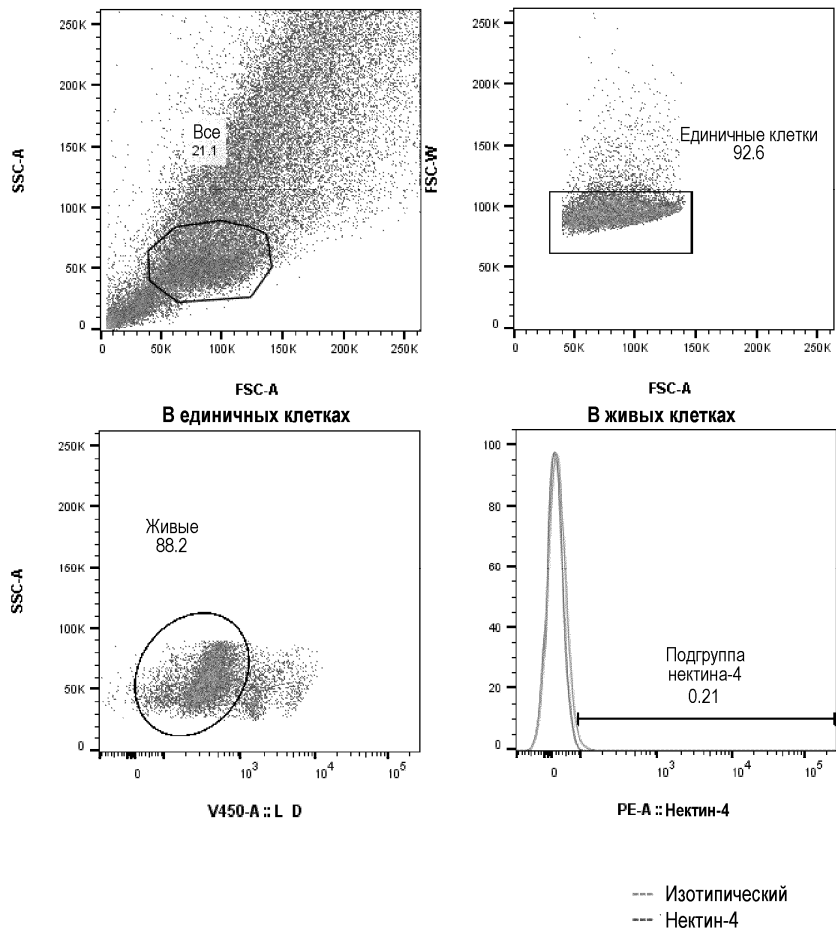 250K
200K
150K
100K
50K
0
SSC-A
Все
21.1
0 50K 100K 150K 200K 250K
FSC-A
250K
200K
150K
100K
50K
0
FSC-W
Единичные клетки
92.6
0 50K 100K 150K 200K 250K
FSC-A
В единичных клетках
250K
200K
150K
100K
50K
0
SSC-A
Живые
88.2
0 10³ 10⁴ 10⁵
V450-A :: L D
В живых клетках
100
80
60
40
20
0
Подгруппа
нектина-4
0.21
0 10³ 10⁴ 10⁵
PE-A :: Нектин-4
Изотипический
Нектин-4